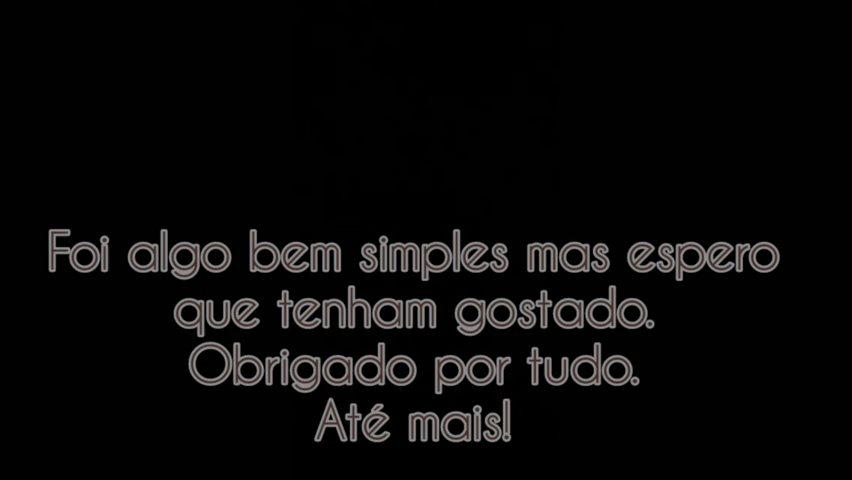 Foi algo bem simples mas espero
que tenham gostado.
Obrigado por tudo.
Até mais!